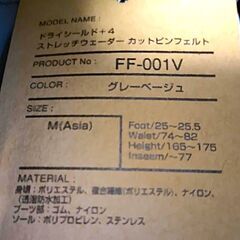 MODEL NAME :
ドライシールド＋4
ストレッチウェーダー カットピンフェルト
PRODUCT No : FF-001V
COLOR : グレーベージュ
SIZE :
M(Asia) Foot/25~25.5
Waist/74~82
Height/165~175
Inseam/~77
MATERIAL :
身頃：ポリエステル、複合繊維(ポリエステル)、ナイロン、
(透湿防水加工)
ブーツ部：ゴム、ナイロン
ソール：ポリプロピレン、ステンレス